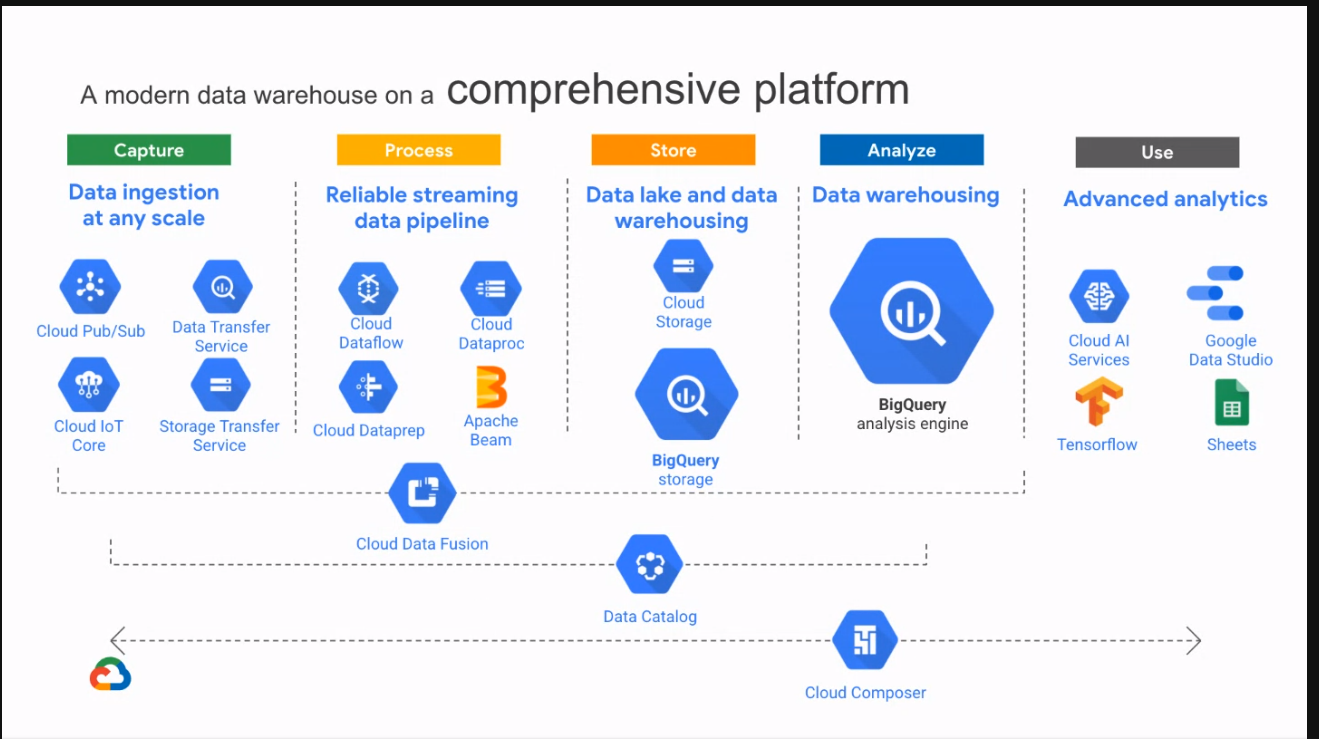 A modern data warehouse on a comprehensive platform
Capture
Data ingestion
at any scale
Cloud Pub/Sub
Data Transfer
Service
Cloud IoT
Core
Storage Transfer
Service
Process
Reliable streaming
data pipeline
Cloud
Dataflow
Cloud
Dataproc
Cloud Dataprep
Apache
Beam
Store
Data lake and data
warehousing
Cloud
Storage
BigQuery
storage
Analyze
Data warehousing
BigQuery
analysis engine
Use
Advanced analytics
Cloud AI
Services
Google
Data Studio
Tensorflow
Sheets
Cloud Data Fusion
Data Catalog
Cloud Composer